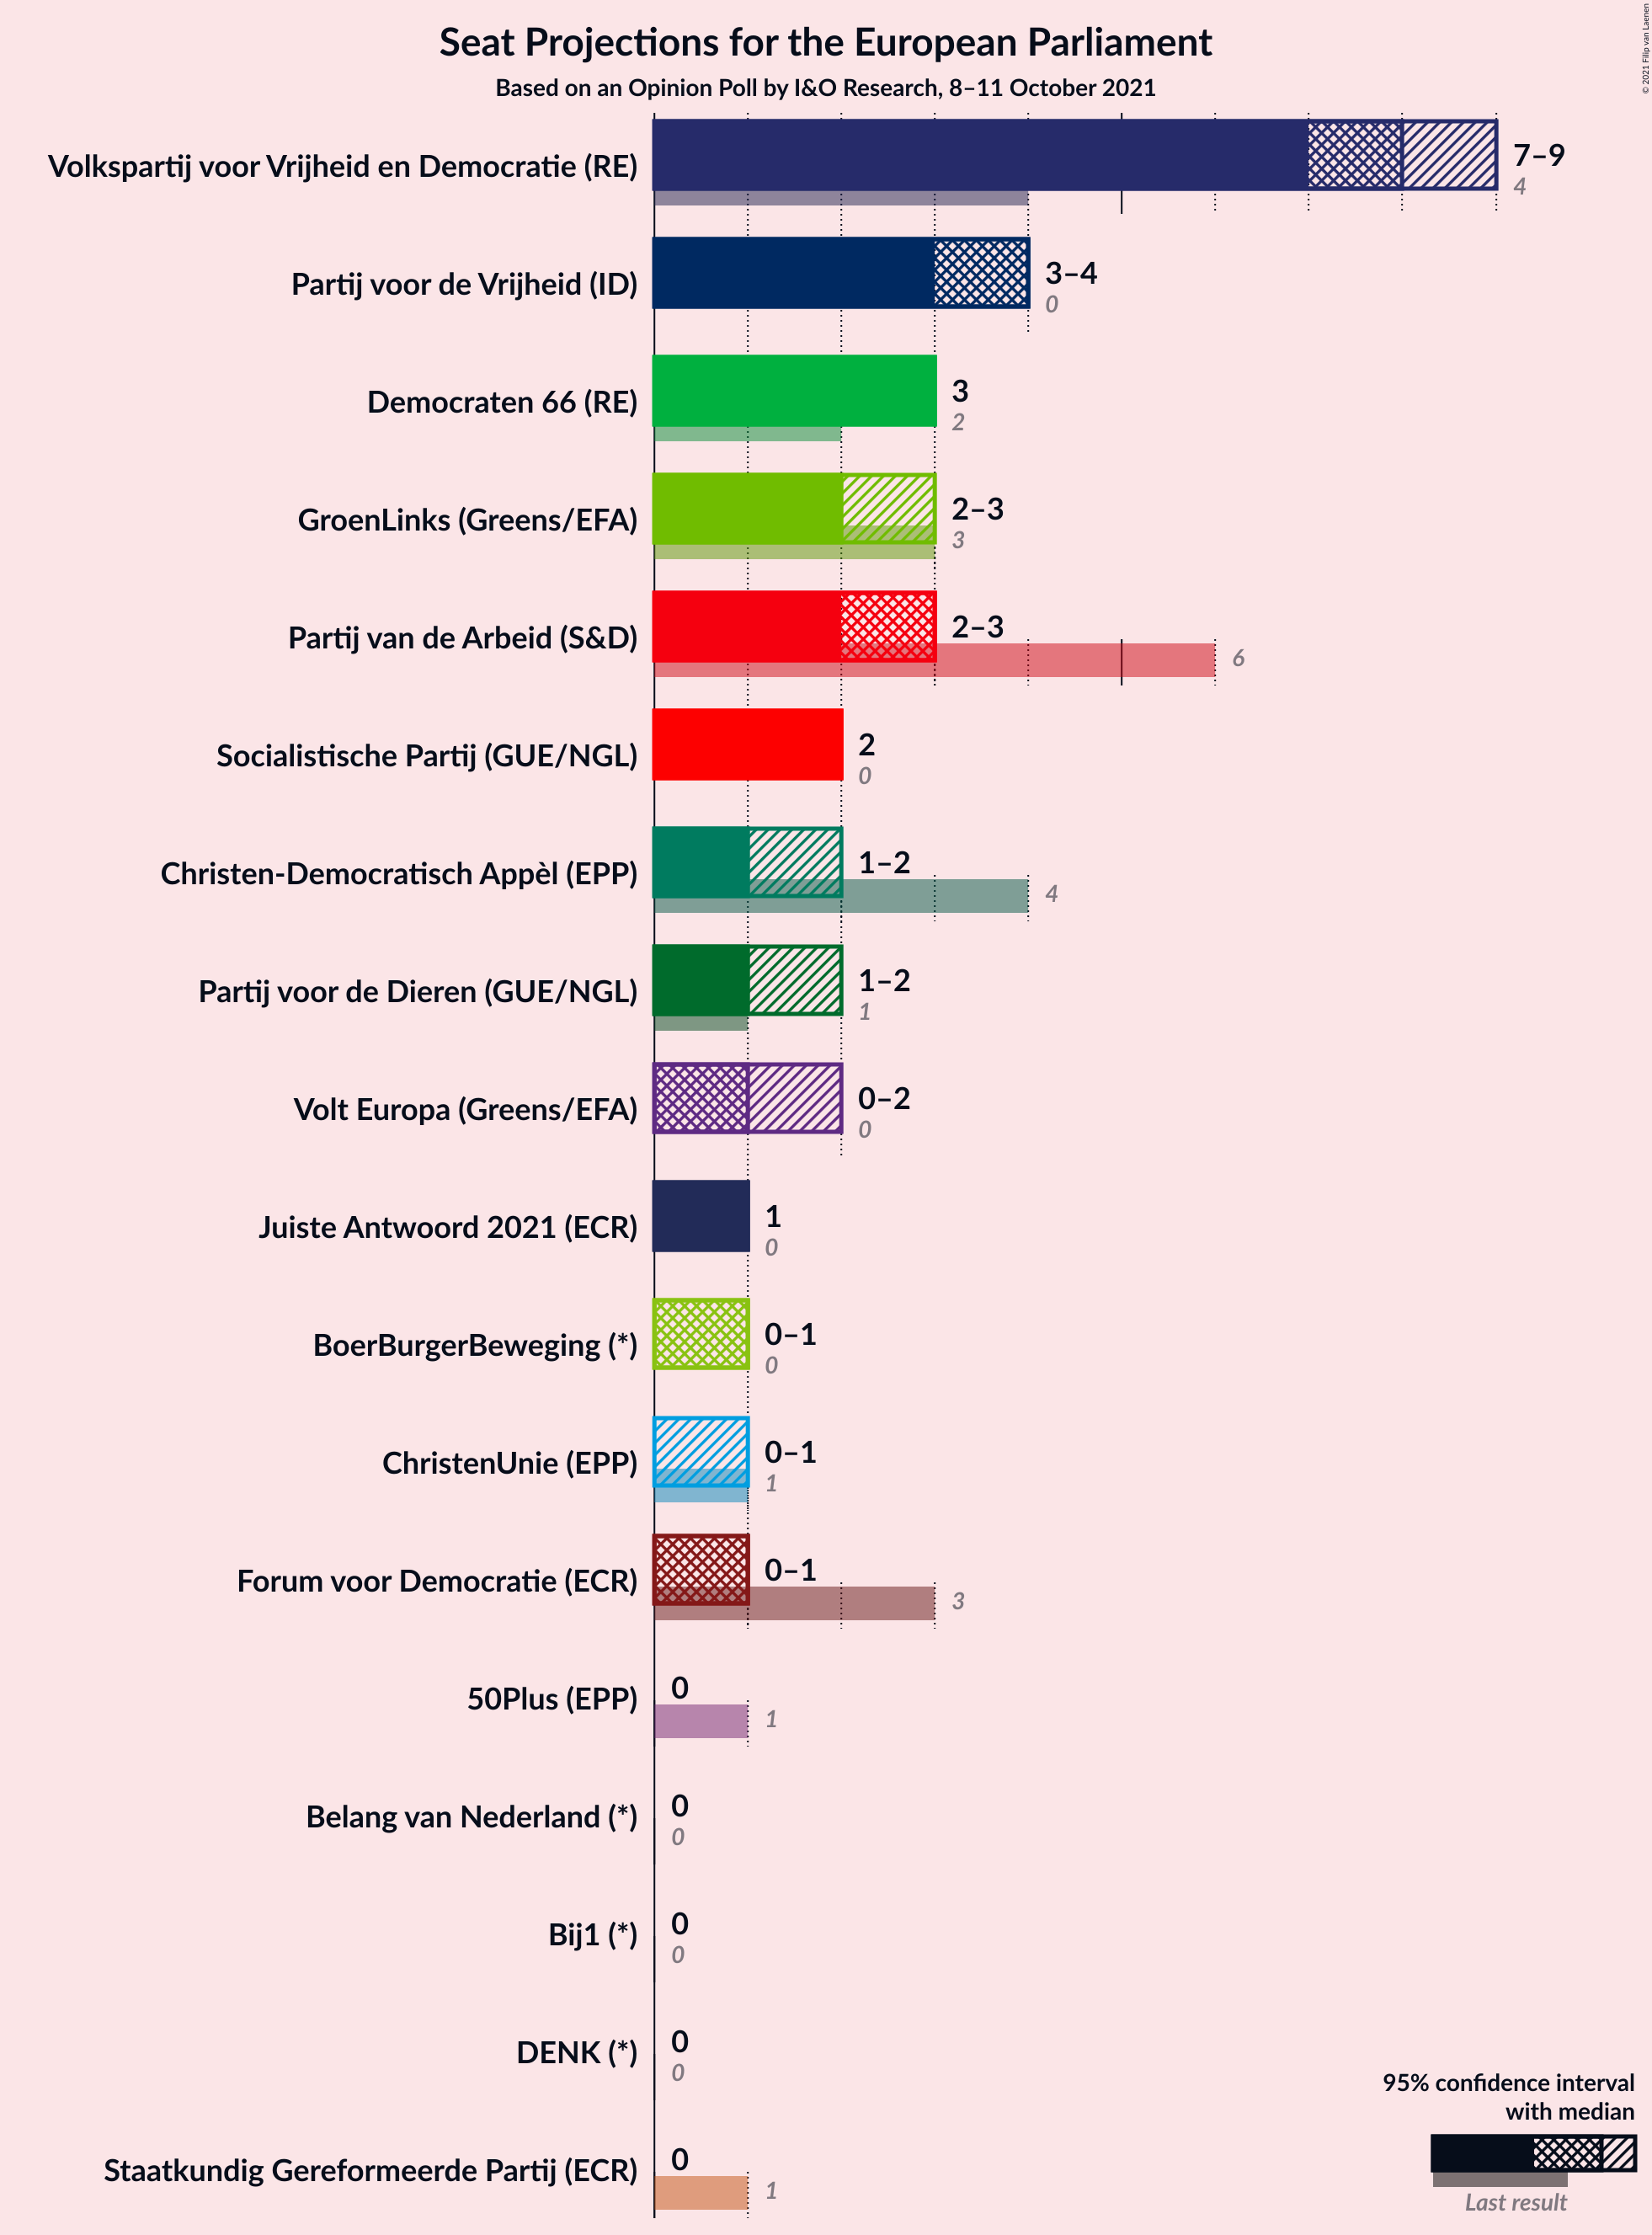 © 2021 Filip van Laenen
Seat Projections for the European Parliament
Based on an Opinion Poll by I&O Research, 8–11 October 2021
Volkspartij voor Vrijheid en Democratie (RE)
7–9
4
Partij voor de Vrijheid (ID)
3–4
0
Democraten 66 (RE)
3
2
GroenLinks (Greens/EFA)
2–3
3
Partij van de Arbeid (S&D)
2–3
6
Socialistische Partij (GUE/NGL)
2
0
Christen-Democratisch Appèl (EPP)
1–2
4
Partij voor de Dieren (GUE/NGL)
1–2
1
Volt Europa (Greens/EFA)
0–2
0
Juiste Antwoord 2021 (ECR)
1
0
BoerBurgerBeweging (*)
0–1
0
ChristenUnie (EPP)
0–1
1
Forum voor Democratie (ECR)
0–1
3
50Plus (EPP)
0
1
Belang van Nederland (*)
0
0
Bij1 (*)
0
0
DENK (*)
0
0
Staatkundig Gereformeerde Partij (ECR)
0
1
95% confidence interval
with median
Last result